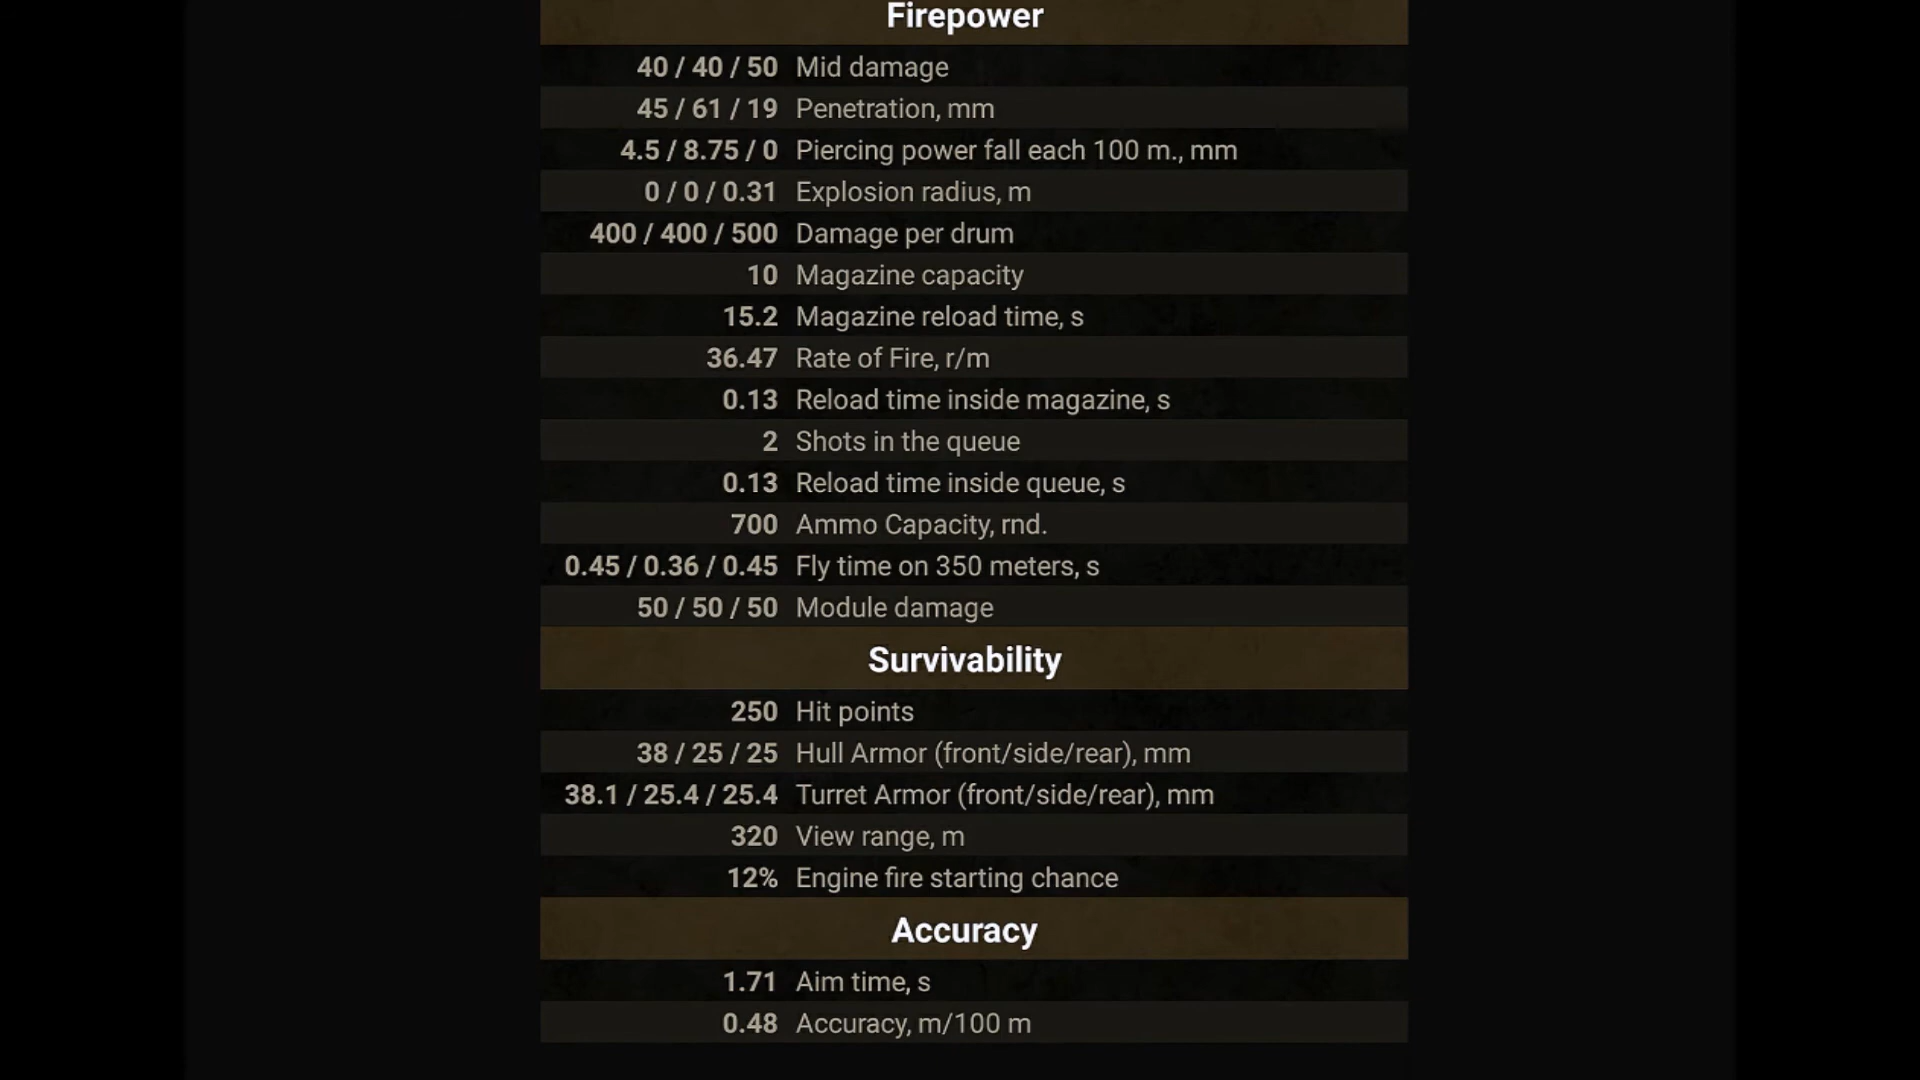 Firepower
40 / 40 / 50 Mid damage
45 / 61 / 19 Penetration, mm
4.5 / 8.75 / 0 Piercing power fall each 100 m., mm
0 / 0 / 0.31 Explosion radius, m
400 / 400 / 500 Damage per drum
10 Magazine capacity
15.2 Magazine reload time, s
36.47 Rate of Fire, r/m
0.13 Reload time inside magazine, s
2 Shots in the queue
0.13 Reload time inside queue, s
700 Ammo Capacity, rnd.
0.45 / 0.36 / 0.45 Fly time on 350 meters, s
50 / 50 / 50 Module damage
Survivability
250 Hit points
38 / 25 / 25 Hull Armor (front/side/rear), mm
38.1 / 25.4 / 25.4 Turret Armor (front/side/rear), mm
320 View range, m
12% Engine fire starting chance
Accuracy
1.71 Aim time, s
0.48 Accuracy, m/100 m